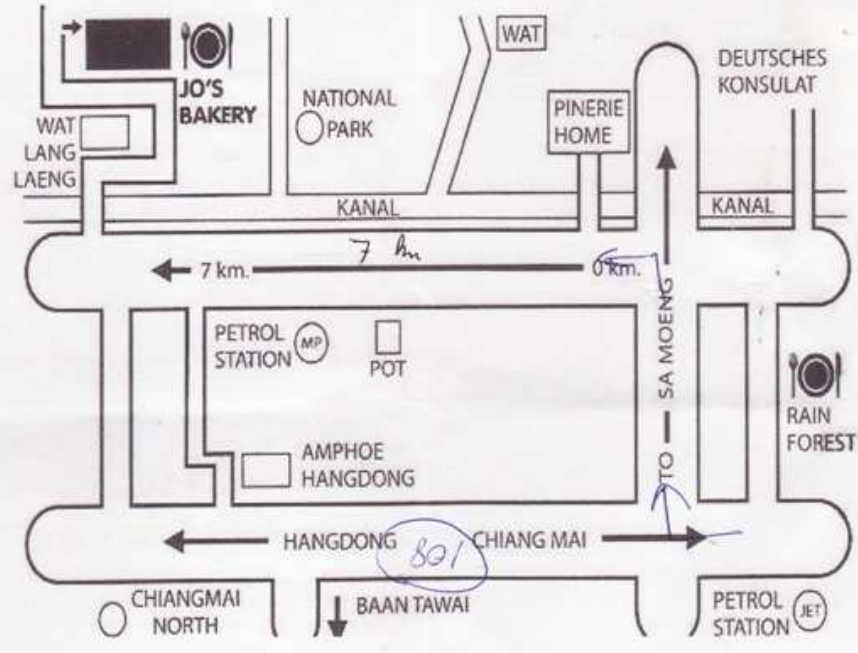 WAT
DEUTSCHES
KONSULAT
JO'S
BAKERY
NATIONAL
PARK
PINERIE
HOME
WAT
LANG
LAENG
KANAL
KANAL
7 km
7 km.
0 km.
TO SA MOENG
PETROL
STATION
MP
POT
RAIN
FOREST
AMPHOE
HANGDONG
HANGDONG
801
CHIANG MAI
CHIANGMAI
NORTH
BAAN TAWAI
PETROL
STATION
JET